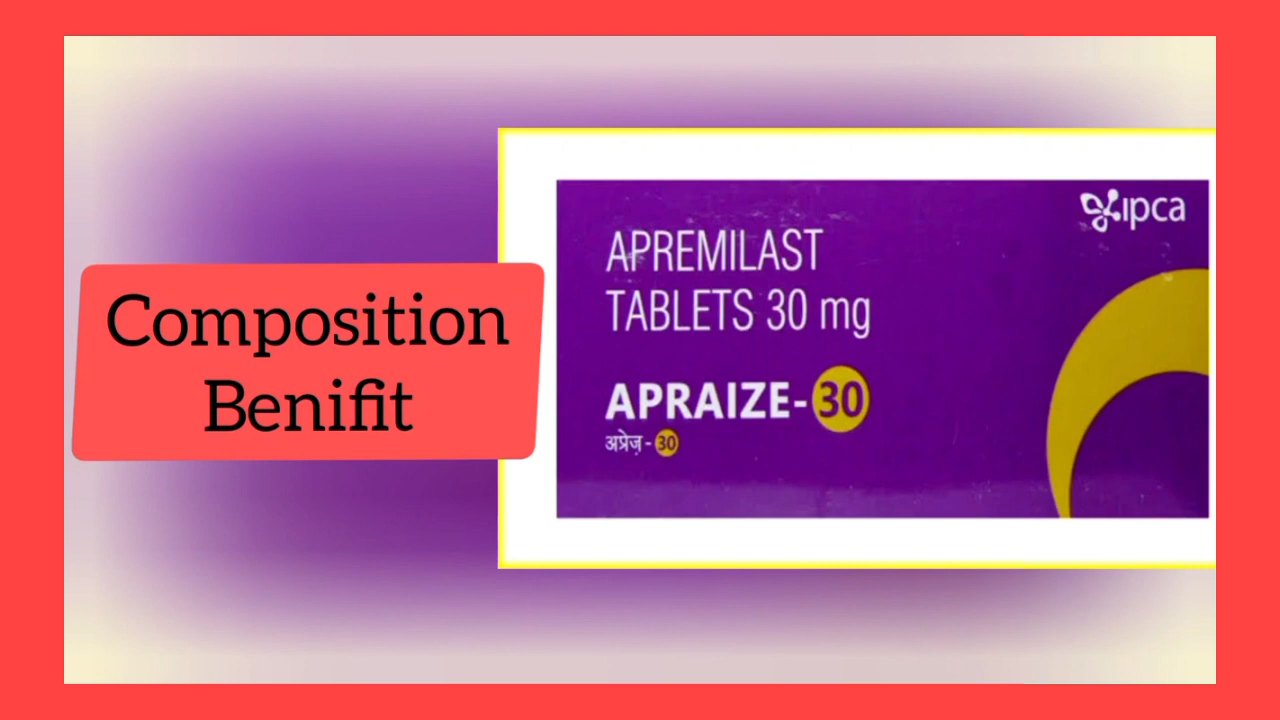 Composition
Benifit
ipca
APREMILAST
TABLETS 30 mg
APRAIZE-30
अप्रेज़-30